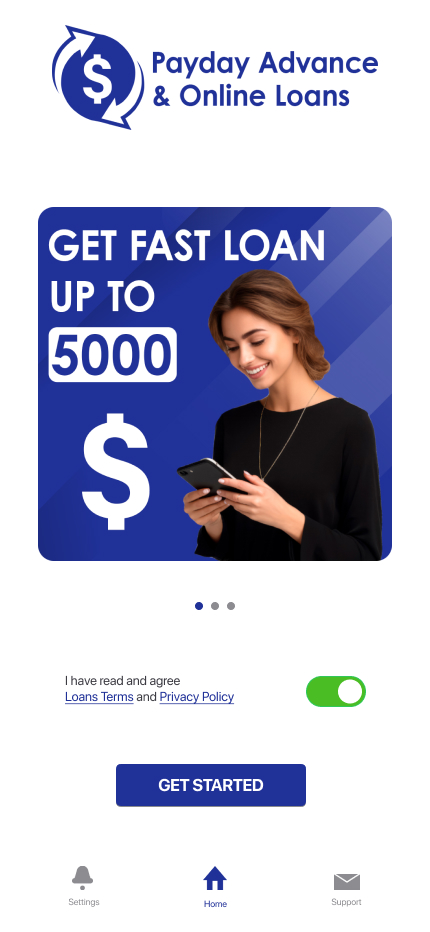 Payday Advance
& Online Loans
GET FAST LOAN
UP TO
5000
$
I have read and agree
Loans Terms and Privacy Policy
GET STARTED
Settings
Home
Support